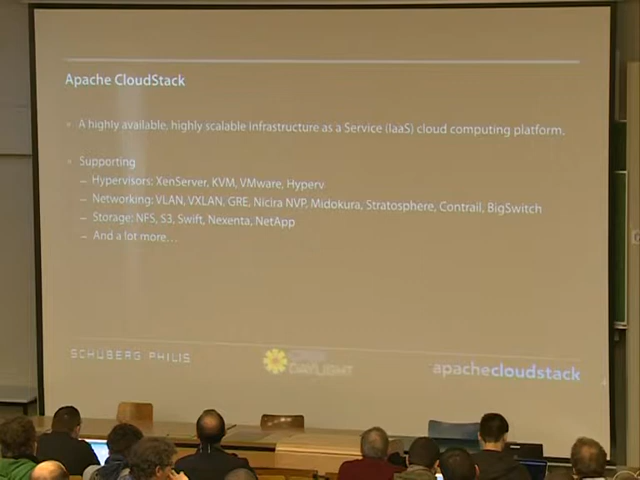 Apache CloudStack
• A highly available, highly scalable Infrastructure as a Service (IaaS) cloud computing platform.
• Supporting
– Hypervisors: XenServer, KVM, VMware, Hyperv
– Networking: VLAN, VXLAN, GRE, Nicira NVP, Midokura, Stratosphere, Contrail, BigSwitch
– Storage: NFS, S3, Swift, Nexenta, NetApp
– And a lot more…
SCHUBERG PHILIS
OPEN
DAYLIGHT
apachecloudstack